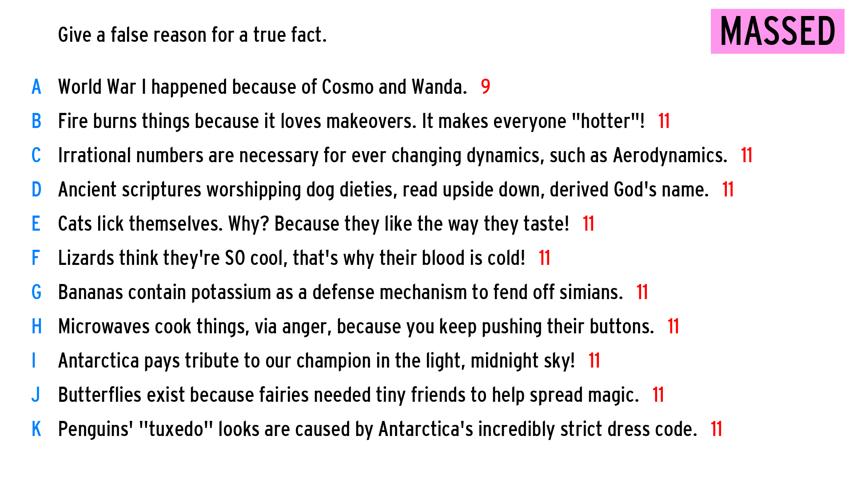 Give a false reason for a true fact.
MASSED
A World War I happened because of Cosmo and Wanda. 9
B Fire burns things because it loves makeovers. It makes everyone "hotter"! 11
C Irrational numbers are necessary for ever changing dynamics, such as Aerodynamics. 11
D Ancient scriptures worshipping dog dieties, read upside down, derived God's name. 11
E Cats lick themselves. Why? Because they like the way they taste! 11
F Lizards think they're SO cool, that's why their blood is cold! 11
G Bananas contain potassium as a defense mechanism to fend off simians. 11
H Microwaves cook things, via anger, because you keep pushing their buttons. 11
I Antarctica pays tribute to our champion in the light, midnight sky! 11
J Butterflies exist because fairies needed tiny friends to help spread magic. 11
K Penguins' "tuxedo" looks are caused by Antarctica's incredibly strict dress code. 11